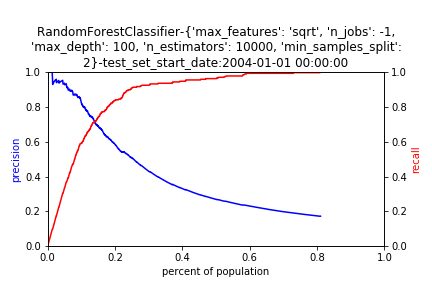 RandomForestClassifier-{'max_features': 'sqrt', 'n_jobs': -1,
'max_depth': 100, 'n_estimators': 10000, 'min_samples_split':
2}-test_set_start_date:2004-01-01 00:00:00
1.0
0.8
0.6
0.4
0.2
0.0
precision
1.0
0.8
0.6
0.4
0.2
0.0
recall
0.0 0.2 0.4 0.6 0.8 1.0
percent of population